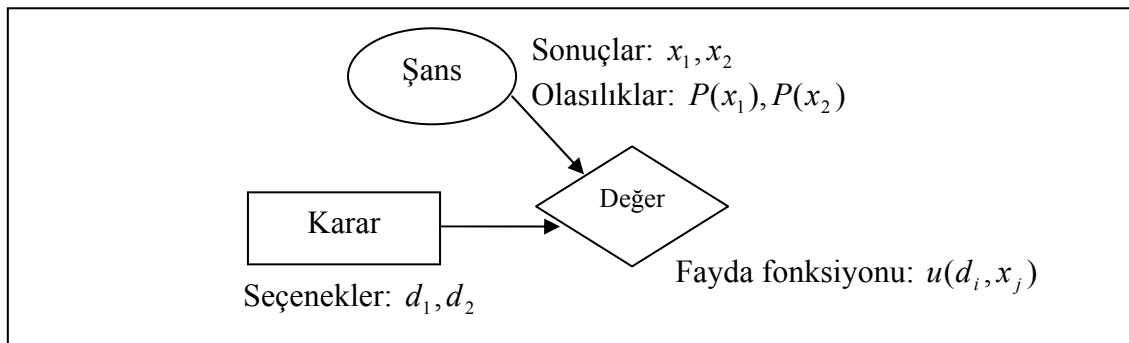 Şans
Sonuçlar: x₁, x₂
Olasılıklar: P(x₁), P(x₂)
Değer
Karar
Fayda fonksiyonu: u(dᵢ, xⱼ)
Seçenekler: d₁, d₂